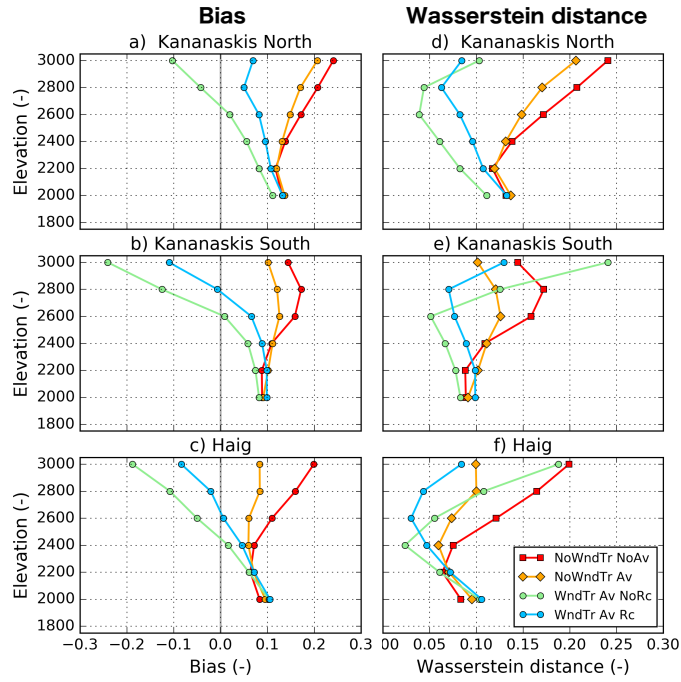 Bias
Wasserstein distance
a) Kananaskis North
d) Kananaskis North
3000
2800
2600
2400
2200
2000
1800
Elevation (-)
b) Kananaskis South
e) Kananaskis South
3000
2800
2600
2400
2200
2000
1800
Elevation (-)
c) Haig
f) Haig
3000
2800
2600
2400
2200
2000
1800
Elevation (-)
NoWndTr NoAv
NoWndTr Av
WndTr Av NoRc
WndTr Av Rc
−0.3 −0.2 −0.1 0.0 0.1 0.2 0.3
00 0.05 0.10 0.15 0.20 0.25 0.30
Bias (-)
Wasserstein distance (-)